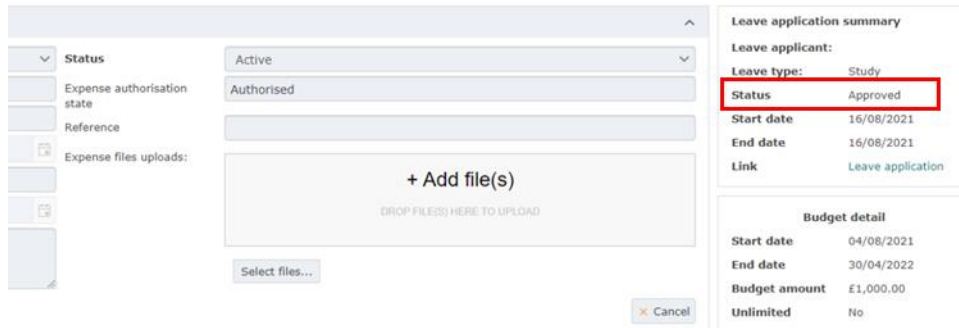 Status
Active
Expense authorisation
state
Authorised
Reference
Expense files uploads:
+ Add file(s)
DROP FILE(S) HERE TO UPLOAD
Select files...
× Cancel
Leave application summary
Leave applicant:
Leave type: Study
Status Approved
Start date 16/08/2021
End date 16/08/2021
Link Leave application
Budget detail
Start date 04/08/2021
End date 30/04/2022
Budget amount £1,000.00
Unlimited No